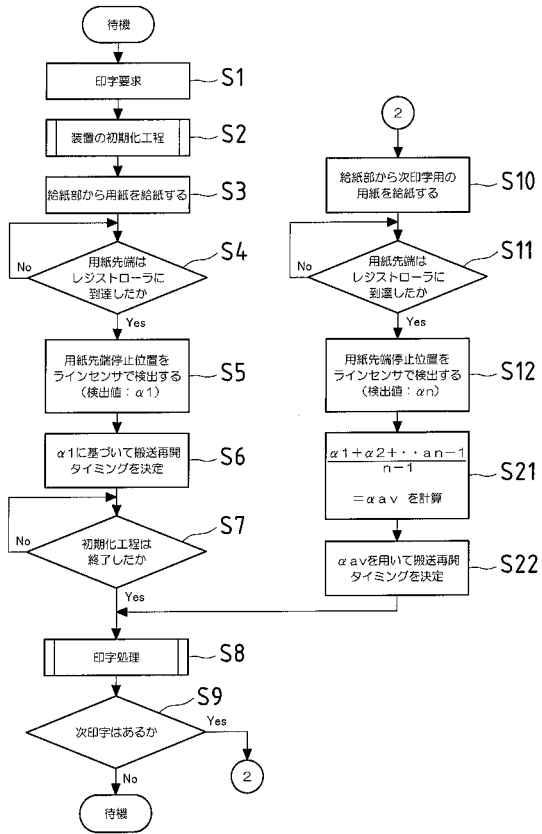 待機
印字要求
S1
装置の初期化工程
S2
給紙部から用紙を給紙する
S3
用紙先端は
レジストローラに
到達したか
S4
No
Yes
用紙先端停止位置を
ラインセンサで検出する
(検出値:α1)
S5
α1に基づいて搬送再開
タイミングを決定
S6
初期化工程は
終了したか
S7
No
Yes
印字処理
S8
次印字はあるか
S9
Yes
2
No
待機
2
給紙部から次印字用の
用紙を給紙する
S10
用紙先端は
レジストローラに
到達したか
S11
No
Yes
用紙先端停止位置を
ラインセンサで検出する
(検出値:αn)
S12
α1+α2+・・an-1
n-1
=αav を計算
S21
αavを用いて搬送再開
タイミングを決定
S22